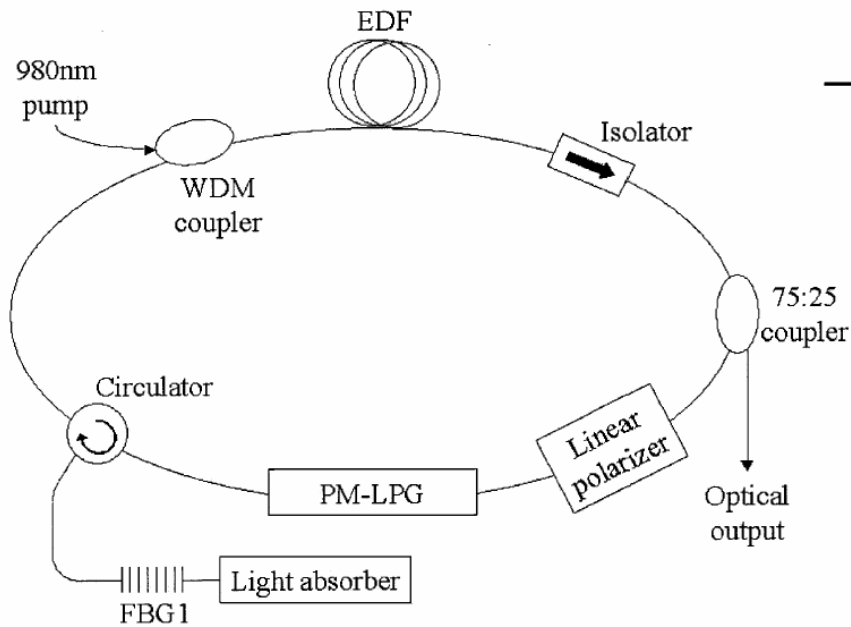 EDF
980nm
pump
Isolator
WDM
coupler
75:25
coupler
Circulator
Linear
polarizer
PM-LPG
Optical
output
Light absorber
FBG1